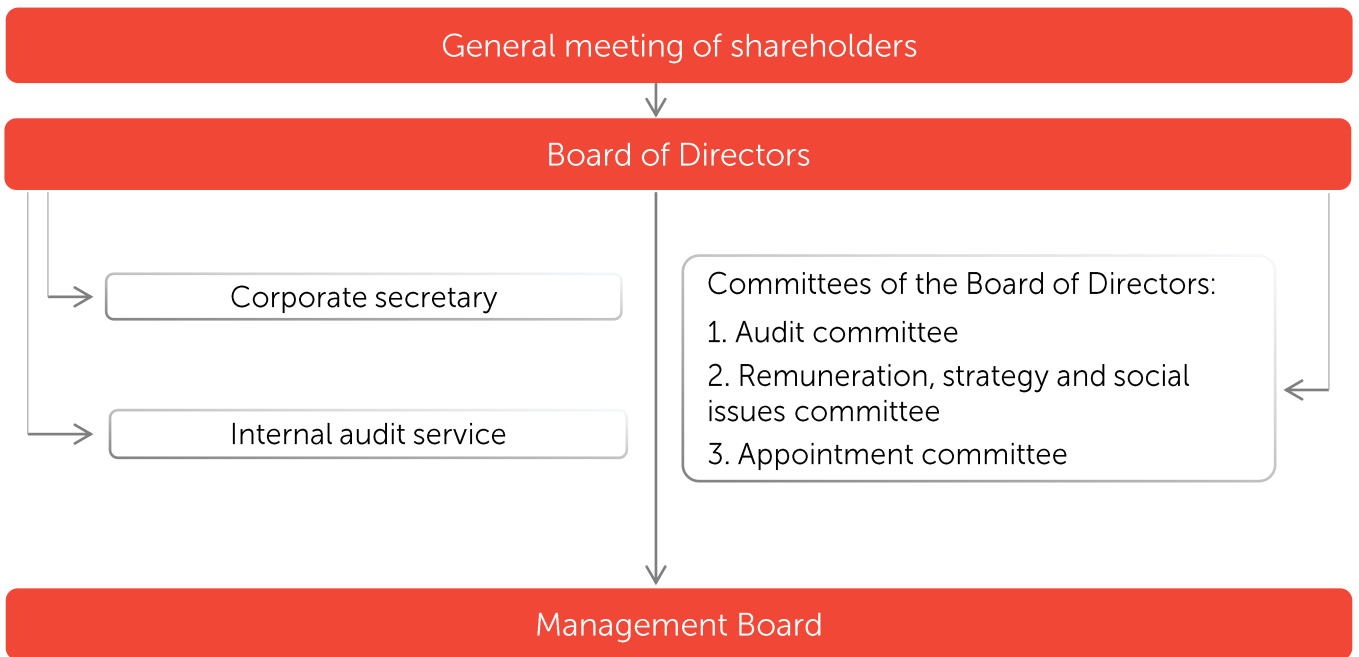 General meeting of shareholders
Board of Directors
Corporate secretary
Internal audit service
Committees of the Board of Directors:
1. Audit committee
2. Remuneration, strategy and social
issues committee
3. Appointment committee
Management Board